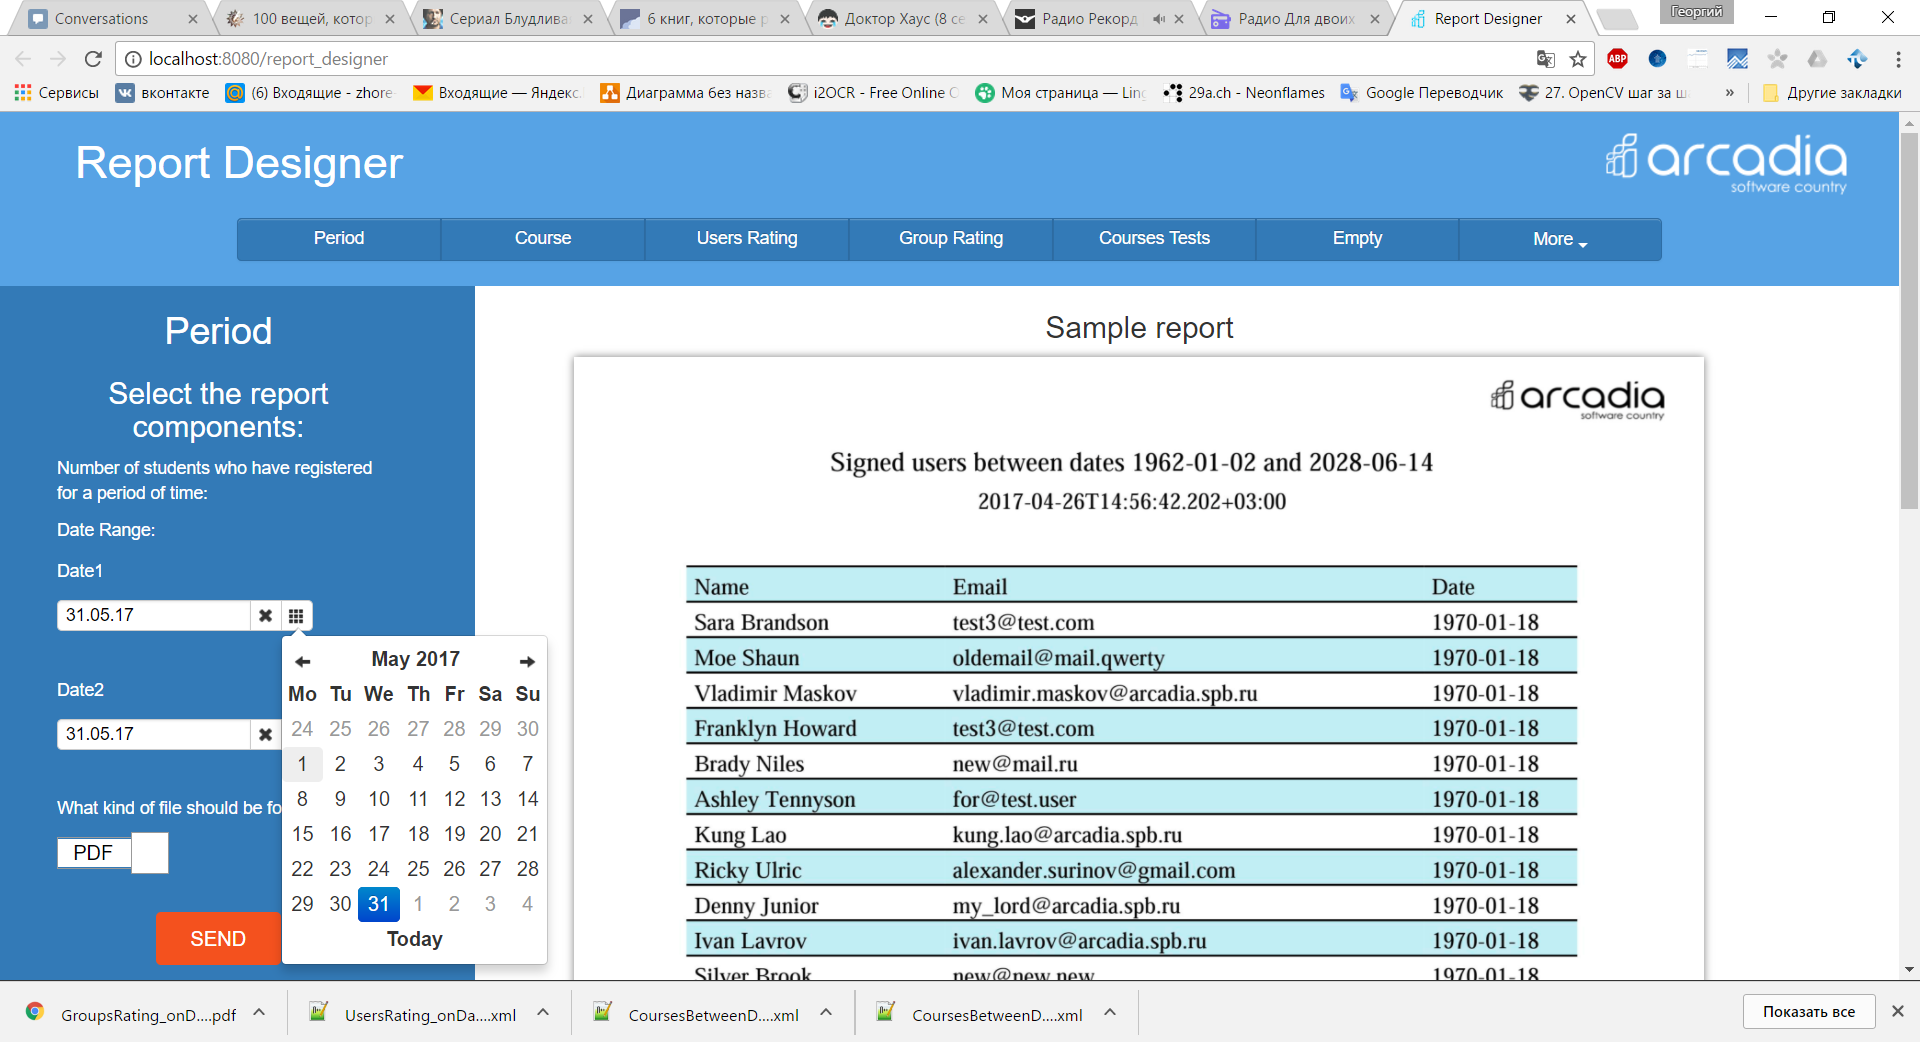 Conversations
100 вещей, котор
Сериал Блудлива
6 книг, которые р
Доктор Хаус (8 се
Радио Рекорд
Радио Для двоих
Report Designer
Георгий
localhost:8080/report_designer
ABP
Сервисы
вконтакте
(6) Входящие - zhore
Входящие — Яндекс.
Диаграмма без назва
i2OCR - Free Online O
Моя страница — Ling
29a.ch - Neonflames
Google Переводчик
27. OpenCV шаг за ш
»
Другие закладки
Report Designer
arcadia
software country
Period
Course
Users Rating
Group Rating
Courses Tests
Empty
More
Period
Select the report
components:
Number of students who have registered
for a period of time:
Date Range:
Date1
31.05.17
May 2017
Mo Tu We Th Fr Sa Su
24 25 26 27 28 29 30
1 2 3 4 5 6 7
8 9 10 11 12 13 14
15 16 17 18 19 20 21
22 23 24 25 26 27 28
29 30 31 1 2 3 4
Today
Date2
31.05.17
What kind of file should be fo
PDF
SEND
Sample report
arcadia
software country
Signed users between dates 1962-01-02 and 2028-06-14
2017-04-26T14:56:42.202+03:00
Name Email Date
Sara Brandson test3@test.com 1970-01-18
Moe Shaun oldemail@mail.qwerty 1970-01-18
Vladimir Maskov vladimir.maskov@arcadia.spb.ru 1970-01-18
Franklyn Howard test3@test.com 1970-01-18
Brady Niles new@mail.ru 1970-01-18
Ashley Tennyson for@test.user 1970-01-18
Kung Lao kung.lao@arcadia.spb.ru 1970-01-18
Ricky Ulric alexander.surinov@gmail.com 1970-01-18
Denny Junior my_lord@arcadia.spb.ru 1970-01-18
Ivan Lavrov ivan.lavrov@arcadia.spb.ru 1970-01-18
Silver Brook new@new.new 1970-01-18
GroupsRating_onD....pdf
UsersRating_onDa....xml
CoursesBetweenD....xml
CoursesBetweenD....xml
Показать все